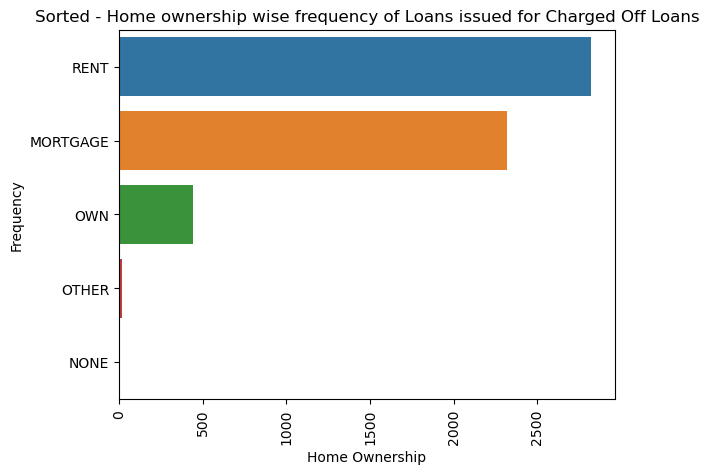 Sorted - Home ownership wise frequency of Loans issued for Charged Off Loans
RENT
MORTGAGE
OWN
OTHER
NONE
Frequency
0
500
1000
1500
2000
2500
Home Ownership